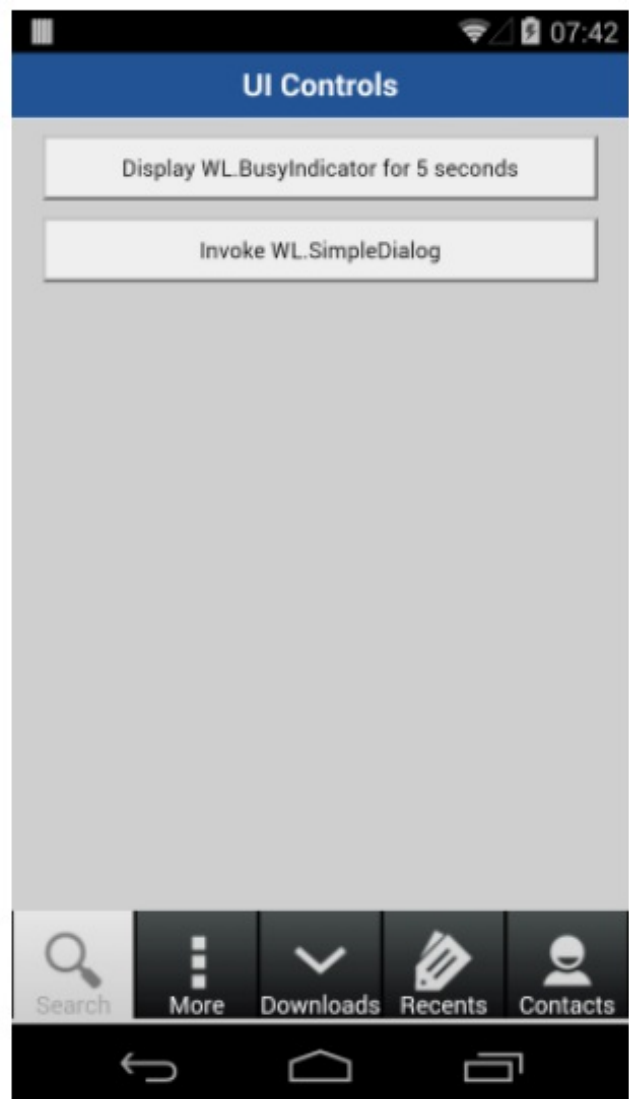 07:42
UI Controls
Display WL.BusyIndicator for 5 seconds
Invoke WL.SimpleDialog
Search More Downloads Recents Contacts